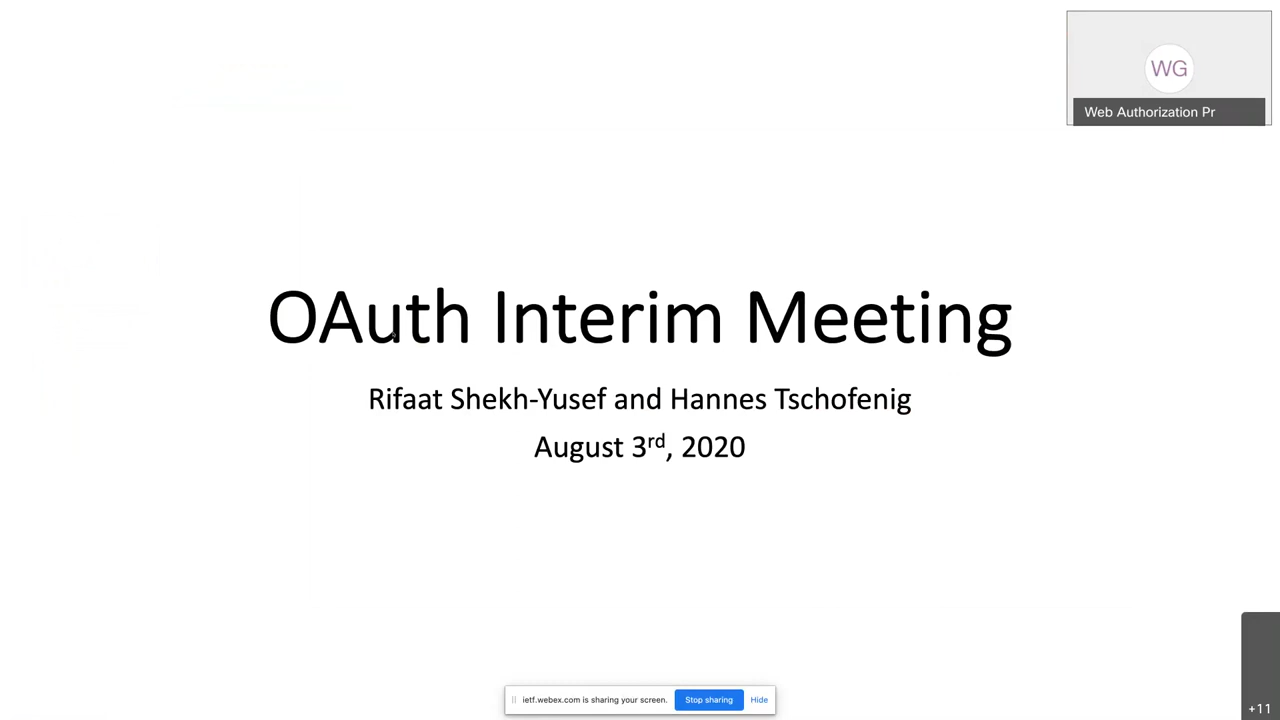 WG
Web Authorization Pr
OAuth Interim Meeting
Rifaat Shekh-Yusef and Hannes Tschofenig
August 3rd, 2020
ietf.webex.com is sharing your screen.
Stop sharing
Hide
+11